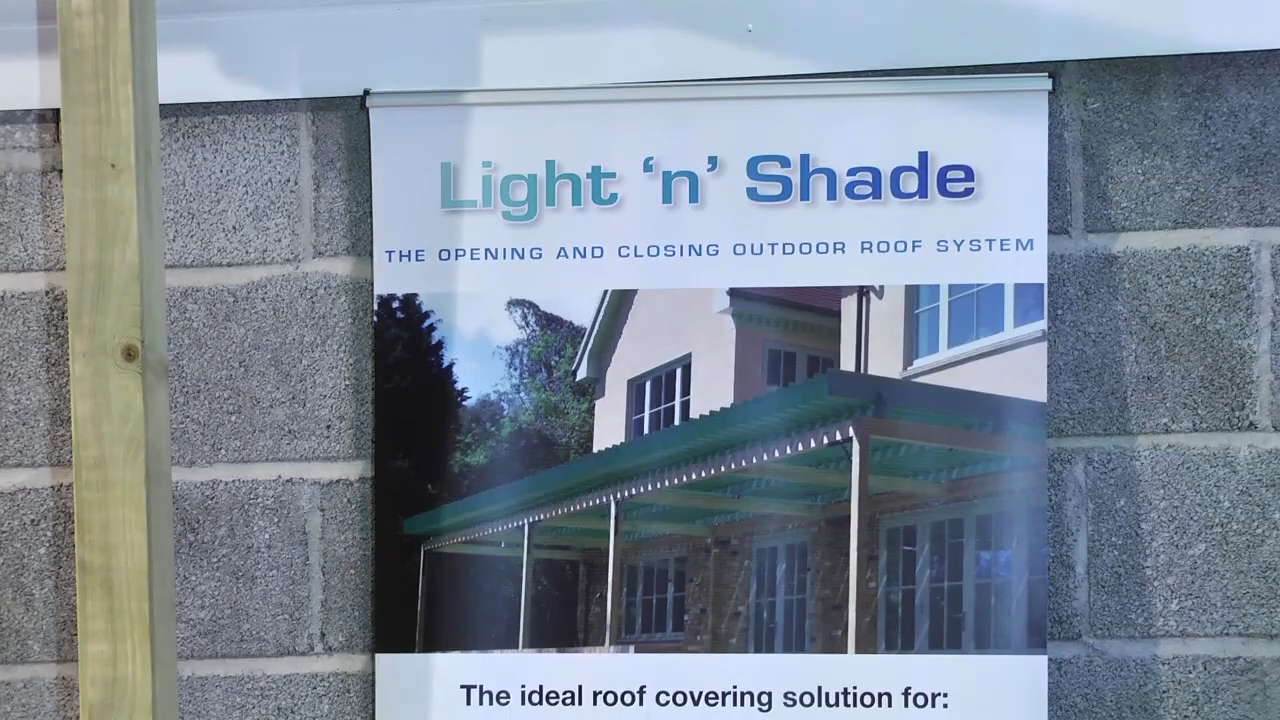 Light ‘n’ Shade
THE OPENING AND CLOSING OUTDOOR ROOF SYSTEM
The ideal roof covering solution for: